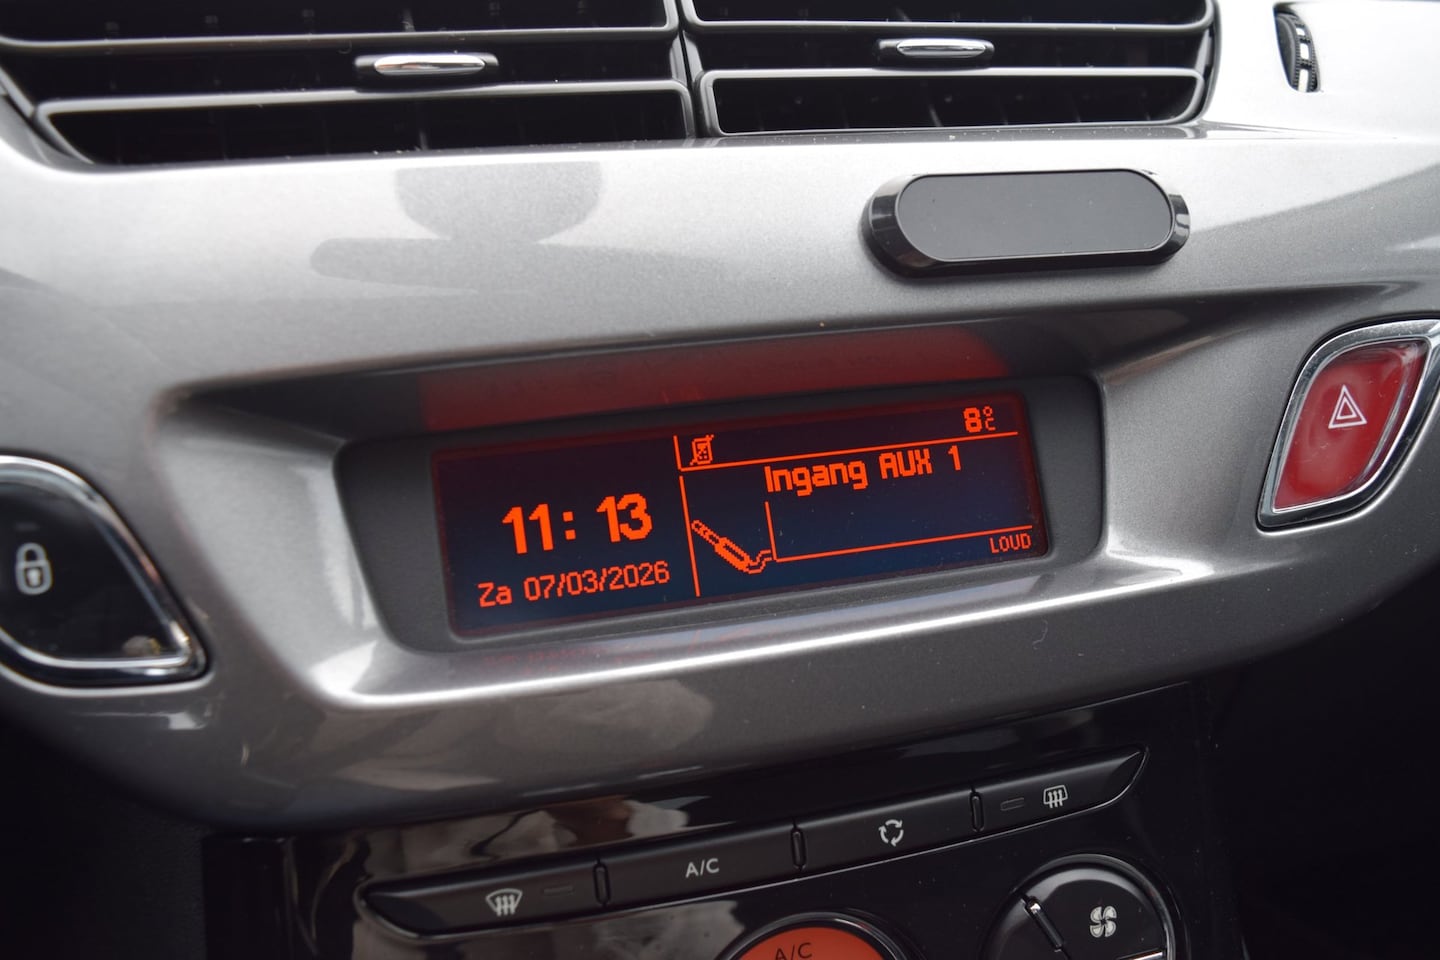 8°C
Ingang AUX 1
11:13
Za 07/03/2026
LOUD
A/C
A/C